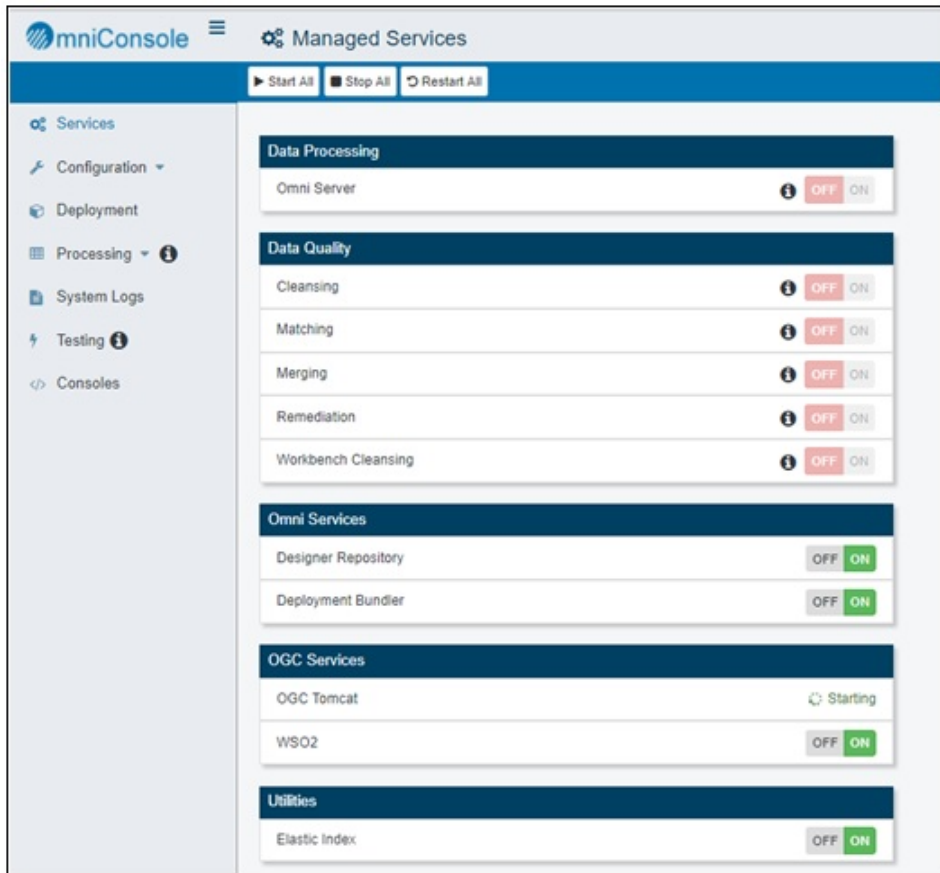 OmniConsole
Managed Services
Start All Stop All Restart All
Services
Configuration
Deployment
Processing
System Logs
Testing
Consoles
Data Processing
Omni Server OFF ON
Data Quality
Cleansing OFF ON
Matching OFF ON
Merging OFF ON
Remediation OFF ON
Workbench Cleansing OFF ON
Omni Services
Designer Repository OFF ON
Deployment Bundler OFF ON
OGC Services
OGC Tomcat Starting
WSO2 OFF ON
Utilities
Elastic Index OFF ON